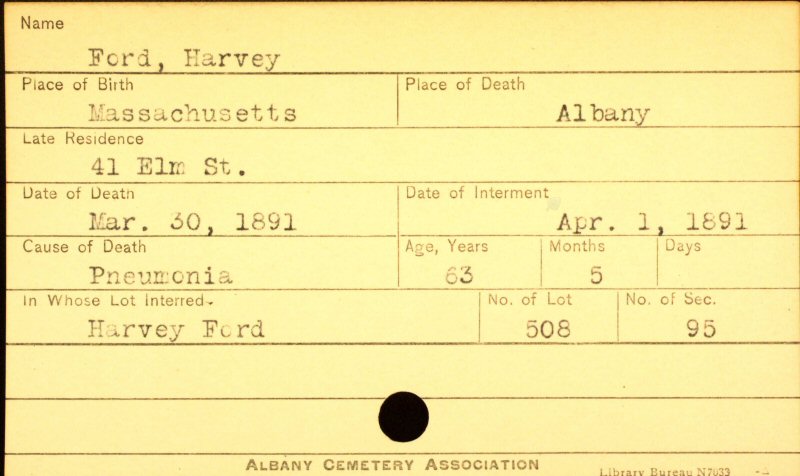 Name
Ford, Harvey
Place of Birth Place of Death
Massachusetts Albany
Late Residence
41 Elm St.
Date of Death Date of Interment
Mar. 30, 1891 Apr. 1, 1891
Cause of Death Age, Years Months Days
Pneumonia 63 5
In Whose Lot Interred No. of Lot No. of Sec.
Harvey Ford 508 95
ALBANY CEMETERY ASSOCIATION
Library Bureau N7033